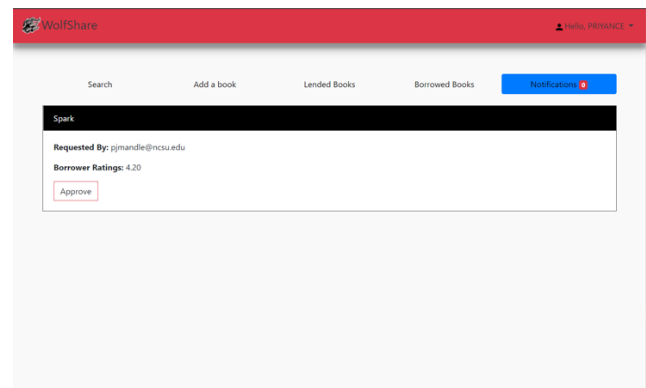 WolfShare
Hello, PRIYANCE
Search Add a book Lended Books Borrowed Books Notifications 0
Spark
Requested By: pjmandle@ncsu.edu
Borrower Ratings: 4.20
Approve